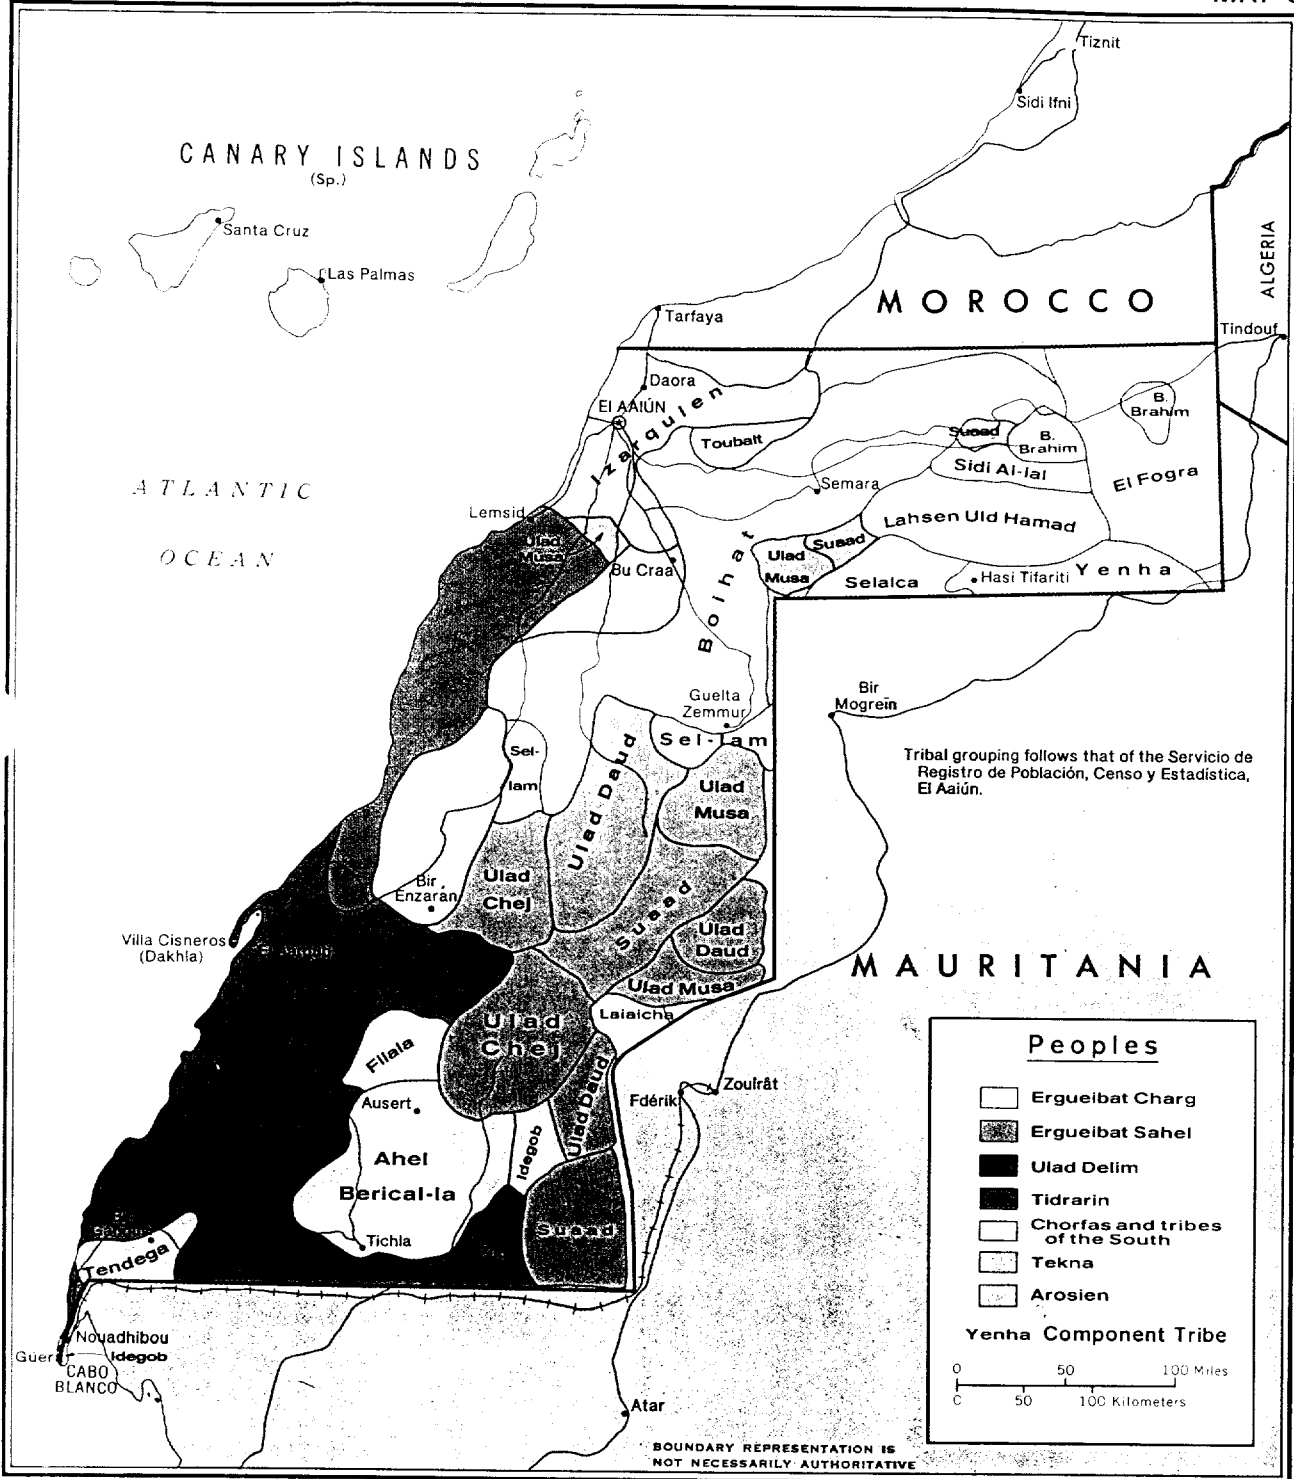 Tiznit
Sidi Ifni
CANARY ISLANDS
(Sp.)
Santa Cruz
Las Palmas
ALGERIA
MOROCCO
Tarfaya
Tindouf
Daora
El AAIÚN
Izarquien
Toubalt
B.
Brahim
Suaad
B.
Brahim
Sidi Al-lal
El Fogra
ATLANTIC
OCEAN
Semara
Lemsid
Lahsen Uld Hamad
Ulad
Musa
Suaad
Ulad
Musa
Bu Craa
Selalca
Hasi Tifariti
Yenha
Bolhat
Guelta
Zemmur
Bir
Mogreïn
Sel-lam
Sel-
lam
Tribal grouping follows that of the Servicio de
Registro de Población, Censo y Estadística,
El Aaiún.
Ulad Daud
Ulad
Musa
Ulad
Chej
Bir
Enzarán
Suaad
Villa Cisneros
(Dakhla)
Ulad
Daud
MAURITANIA
Ulad Musa
Laiaicha
Ulad
Chej
Filala
Ausert
Ulad Daud
Fdérik
Zouîrât
Idegob
Ahel
Berical-la
Suaad
Tichla
Tendega
Nouadhibou
Idegob
CABO
BLANCO
Atar
Peoples
Ergueibat Charg
Ergueibat Sahel
Ulad Delim
Tidrarin
Chorfas and tribes
of the South
Tekna
Arosien
Yenha Component Tribe
0 50 100 Miles
0 50 100 Kilometers
BOUNDARY REPRESENTATION IS
NOT NECESSARILY AUTHORITATIVE